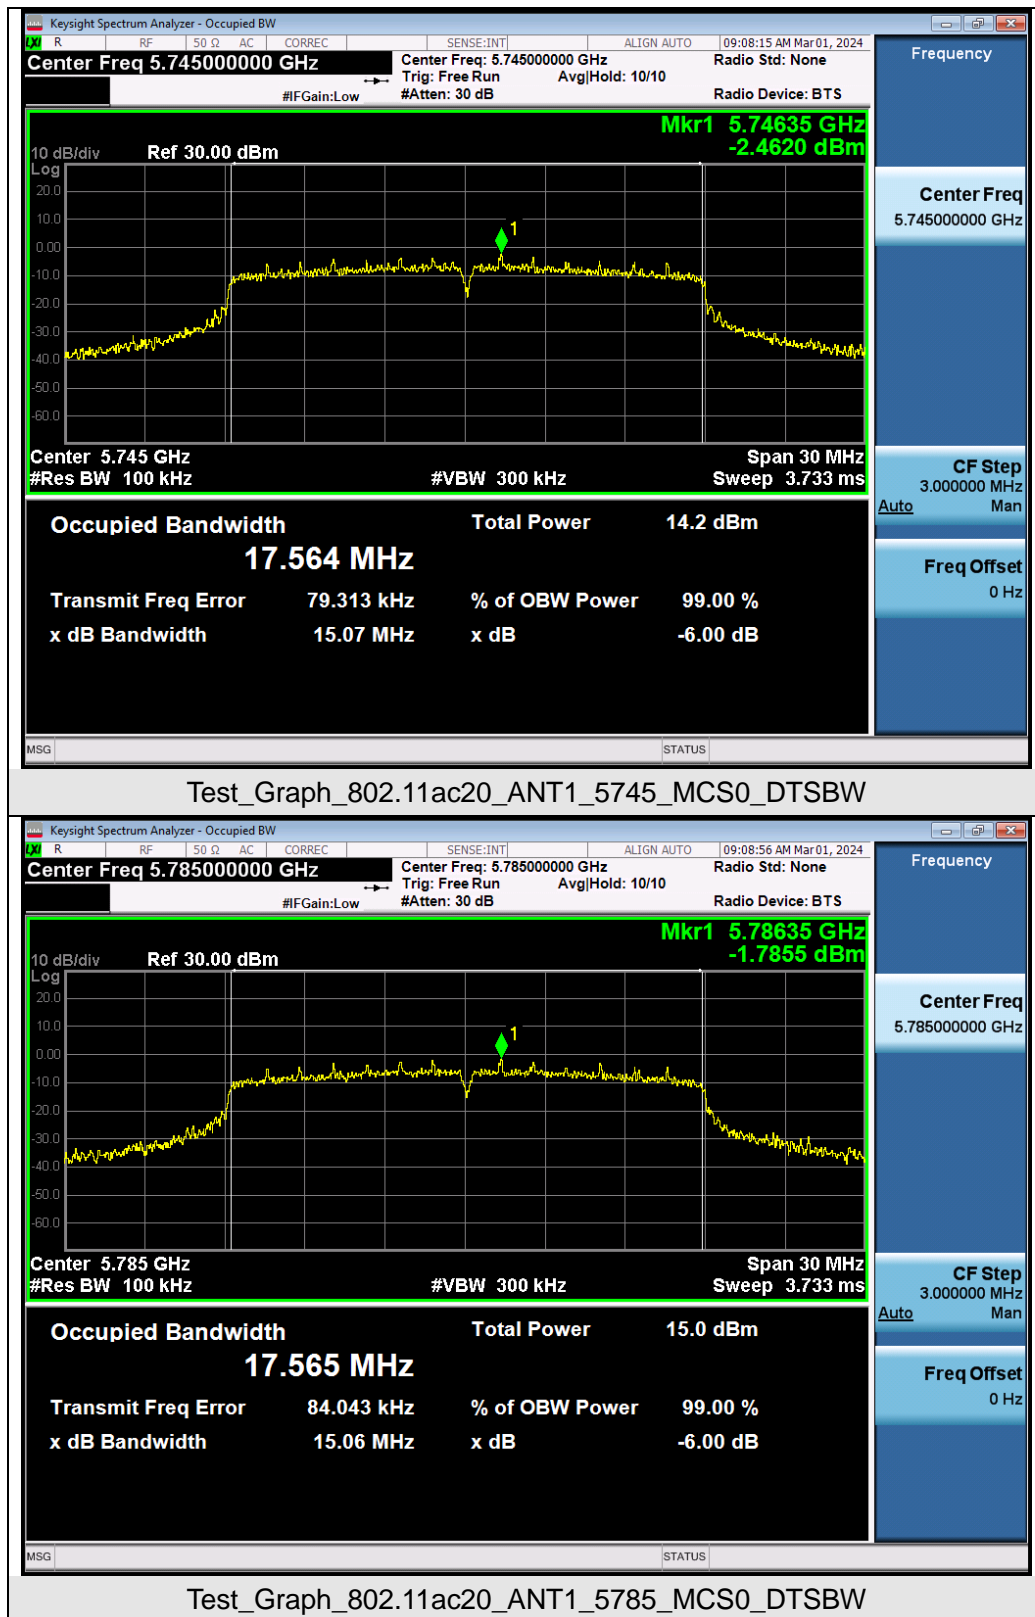 Keysight Spectrum Analyzer - Occupied BW
LXI R RF 50 Ω AC CORREC SENSE:INT ALIGN AUTO 09:08:15 AM Mar 01, 2024
Center Freq 5.745000000 GHz
Center Freq: 5.745000000 GHz
Radio Std: None
Trig: Free Run Avg|Hold: 10/10
#IFGain:Low
#Atten: 30 dB
Radio Device: BTS
Frequency
Mkr1 5.74635 GHz
-2.4620 dBm
10 dB/div Ref 30.00 dBm
Log
20.0
10.0
0.00
-10.0
-20.0
-30.0
-40.0
-50.0
-60.0
1
Center 5.745 GHz
Span 30 MHz
#Res BW 100 kHz
#VBW 300 kHz
Sweep 3.733 ms
Center Freq
5.745000000 GHz
CF Step
3.000000 MHz
Auto Man
Freq Offset
0 Hz
Occupied Bandwidth
17.564 MHz
Total Power 14.2 dBm
Transmit Freq Error 79.313 kHz
% of OBW Power 99.00 %
x dB Bandwidth 15.07 MHz
x dB -6.00 dB
MSG STATUS
Test_Graph_802.11ac20_ANT1_5745_MCS0_DTSBW
Keysight Spectrum Analyzer - Occupied BW
LXI R RF 50 Ω AC CORREC SENSE:INT ALIGN AUTO 09:08:56 AM Mar 01, 2024
Center Freq 5.785000000 GHz
Center Freq: 5.785000000 GHz
Radio Std: None
Trig: Free Run Avg|Hold: 10/10
#IFGain:Low
#Atten: 30 dB
Radio Device: BTS
Frequency
Mkr1 5.78635 GHz
-1.7855 dBm
10 dB/div Ref 30.00 dBm
Log
20.0
10.0
0.00
-10.0
-20.0
-30.0
-40.0
-50.0
-60.0
1
Center 5.785 GHz
Span 30 MHz
#Res BW 100 kHz
#VBW 300 kHz
Sweep 3.733 ms
Center Freq
5.785000000 GHz
CF Step
3.000000 MHz
Auto Man
Freq Offset
0 Hz
Occupied Bandwidth
17.565 MHz
Total Power 15.0 dBm
Transmit Freq Error 84.043 kHz
% of OBW Power 99.00 %
x dB Bandwidth 15.06 MHz
x dB -6.00 dB
MSG STATUS
Test_Graph_802.11ac20_ANT1_5785_MCS0_DTSBW